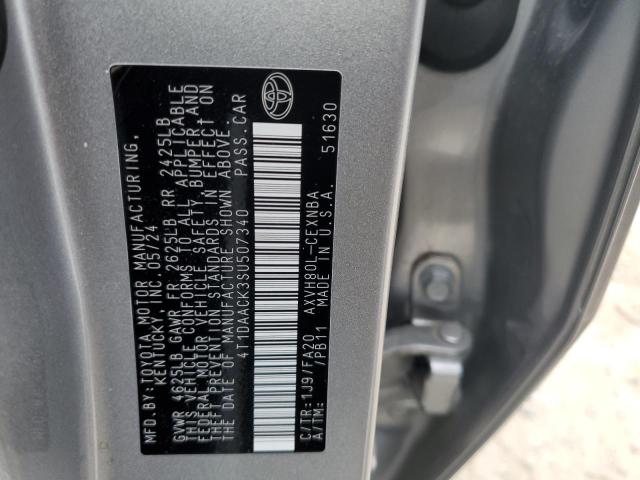 MFD.BY:TOYOTA MOTOR MANUFACTURING,
KENTUCKY, INC. 05/24
GVWR 4625LB GAWR FR 2625LB RR 2425LB
THIS VEHICLE CONFORMS TO ALL APPLICABLE
FEDERAL MOTOR VEHICLE SAFETY, BUMPER, AND
THEFT PREVENTION STANDARDS IN EFFECT ON
THE DATE OF MANUFACTURE SHOWN ABOVE.
4T1DAACK3SU507340 PASS.CAR
C/TR:1J9/FA20 AXVH80L-CEXNBA
A/TM: /PB11 MADE IN U.S.A. 51630